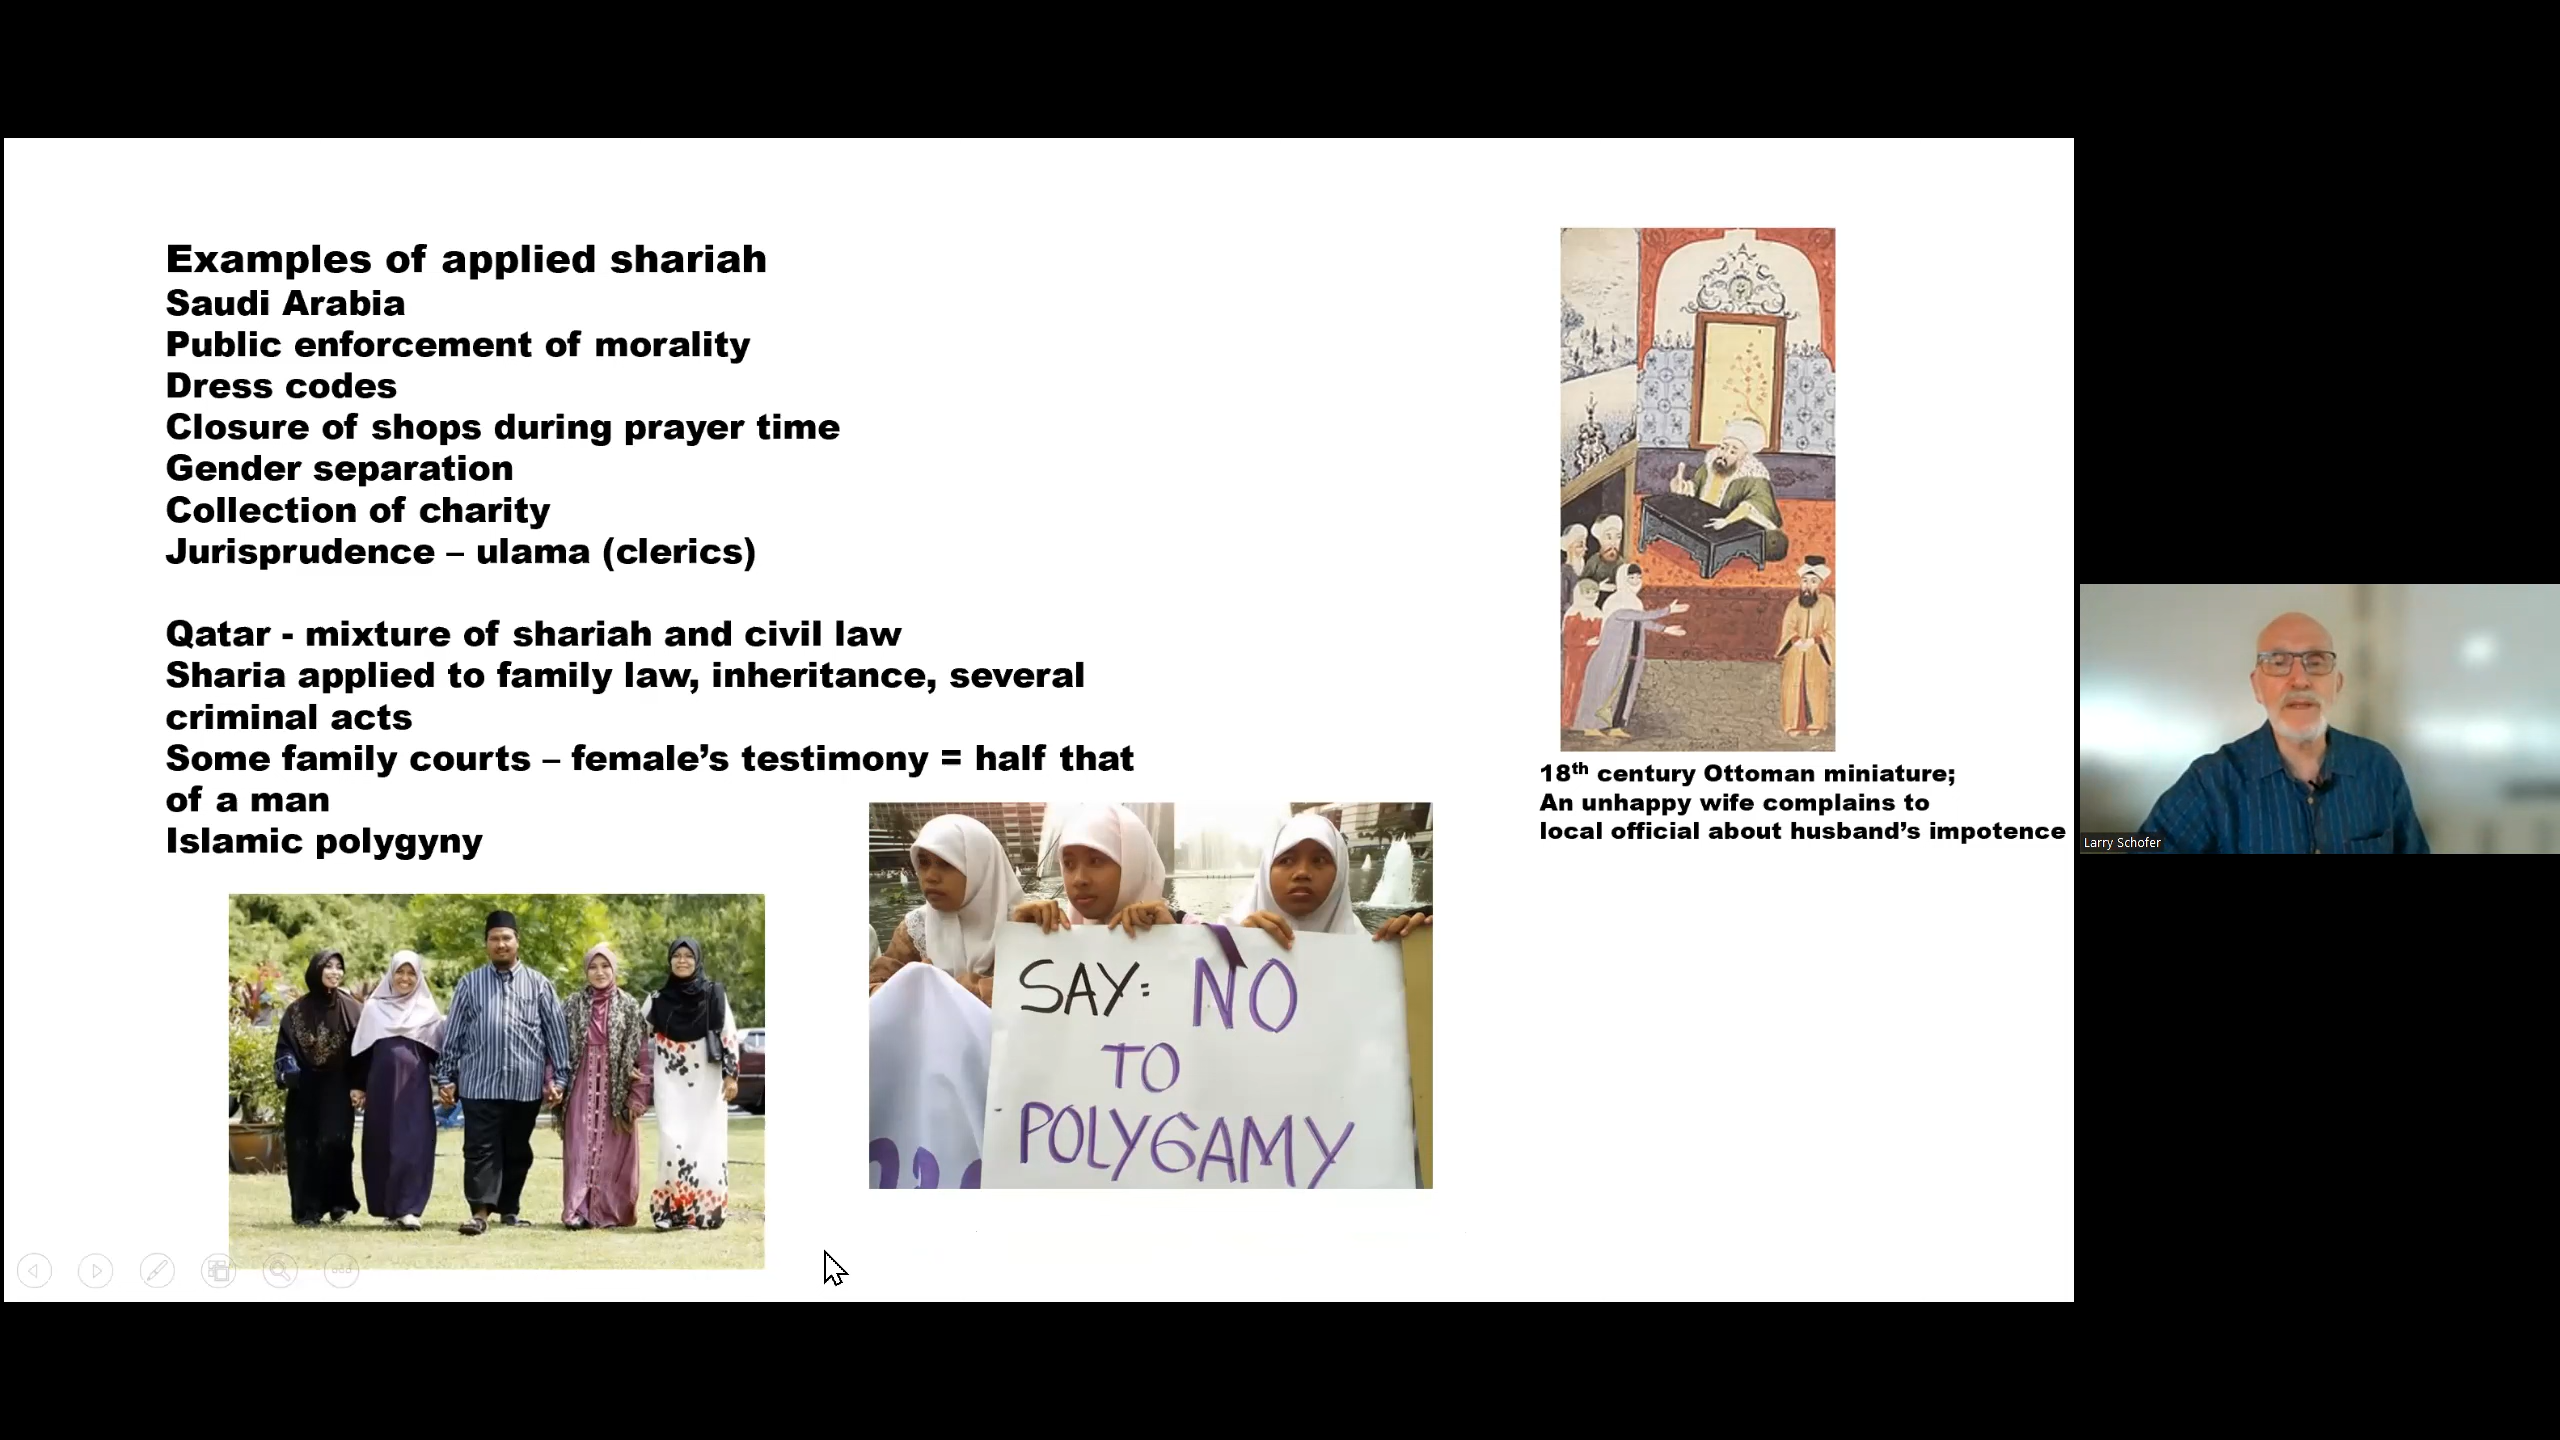 Examples of applied shariah
Saudi Arabia
Public enforcement of morality
Dress codes
Closure of shops during prayer time
Gender separation
Collection of charity
Jurisprudence – ulama (clerics)
Qatar - mixture of shariah and civil law
Sharia applied to family law, inheritance, several
criminal acts
Some family courts – female’s testimony = half that
of a man
Islamic polygyny
SAY: NO
TO
POLYGAMY
18th century Ottoman miniature;
An unhappy wife complains to
local official about husband’s impotence
Larry Schofer